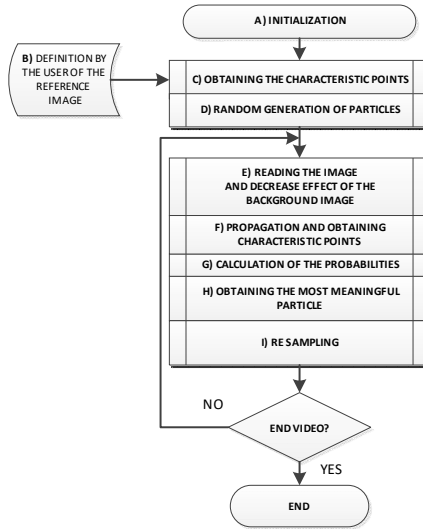 A) INITIALIZATION
B) DEFINITION BY
THE USER OF THE
REFERENCE
IMAGE
C) OBTAINING THE CHARACTERISTIC POINTS
D) RANDOM GENERATION OF PARTICLES
E) READING THE IMAGE
AND DECREASE EFFECT OF THE
BACKGROUND IMAGE
F) PROPAGATION AND OBTAINING
CHARACTERISTIC POINTS
G) CALCULATION OF THE PROBABILITIES
H) OBTAINING THE MOST MEANINGFUL
PARTICLE
I) RE SAMPLING
NO
END VIDEO?
YES
END